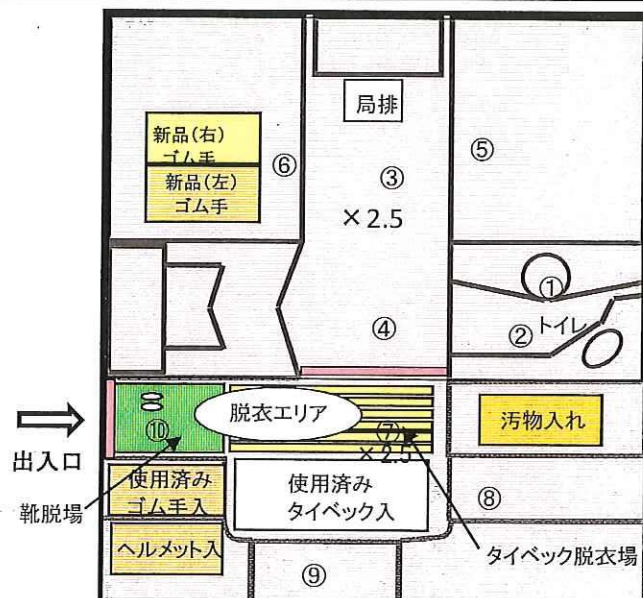 局排
新品(右)
ゴム手
新品(左)
ゴム手
⑥
③
×2.5
⑤
①
②
トイレ
④
出入口
⑩
脱衣エリア
⑦
×2.5
汚物入れ
靴脱場
使用済み
ゴム手入
使用済み
タイベック入
⑧
ヘルメット入
⑨
タイベック脱衣場